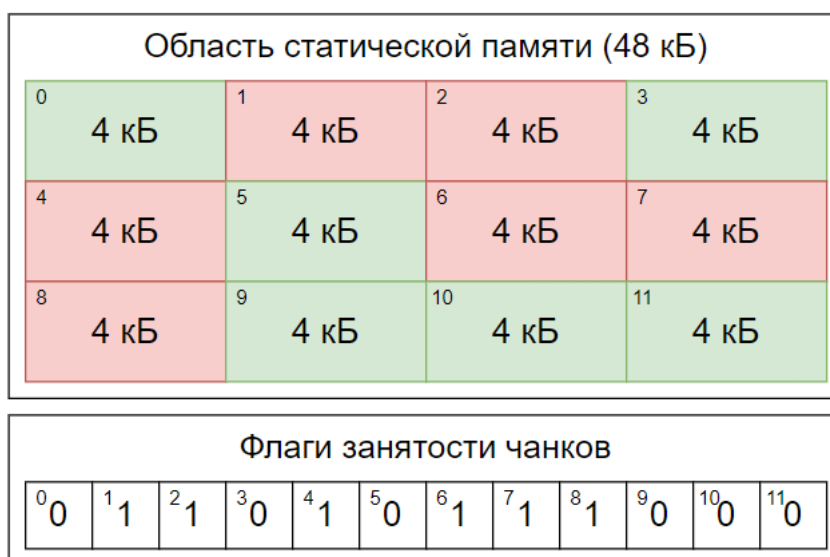 Область статической памяти (48 кБ)
0 1 2 3
4 кБ 4 кБ 4 кБ 4 кБ
4 5 6 7
4 кБ 4 кБ 4 кБ 4 кБ
8 9 10 11
4 кБ 4 кБ 4 кБ 4 кБ
Флаги занятости чанков
0 0 1 1 2 1 3 0 4 1 5 0 6 1 7 1 8 1 9 0 10 0 11 0